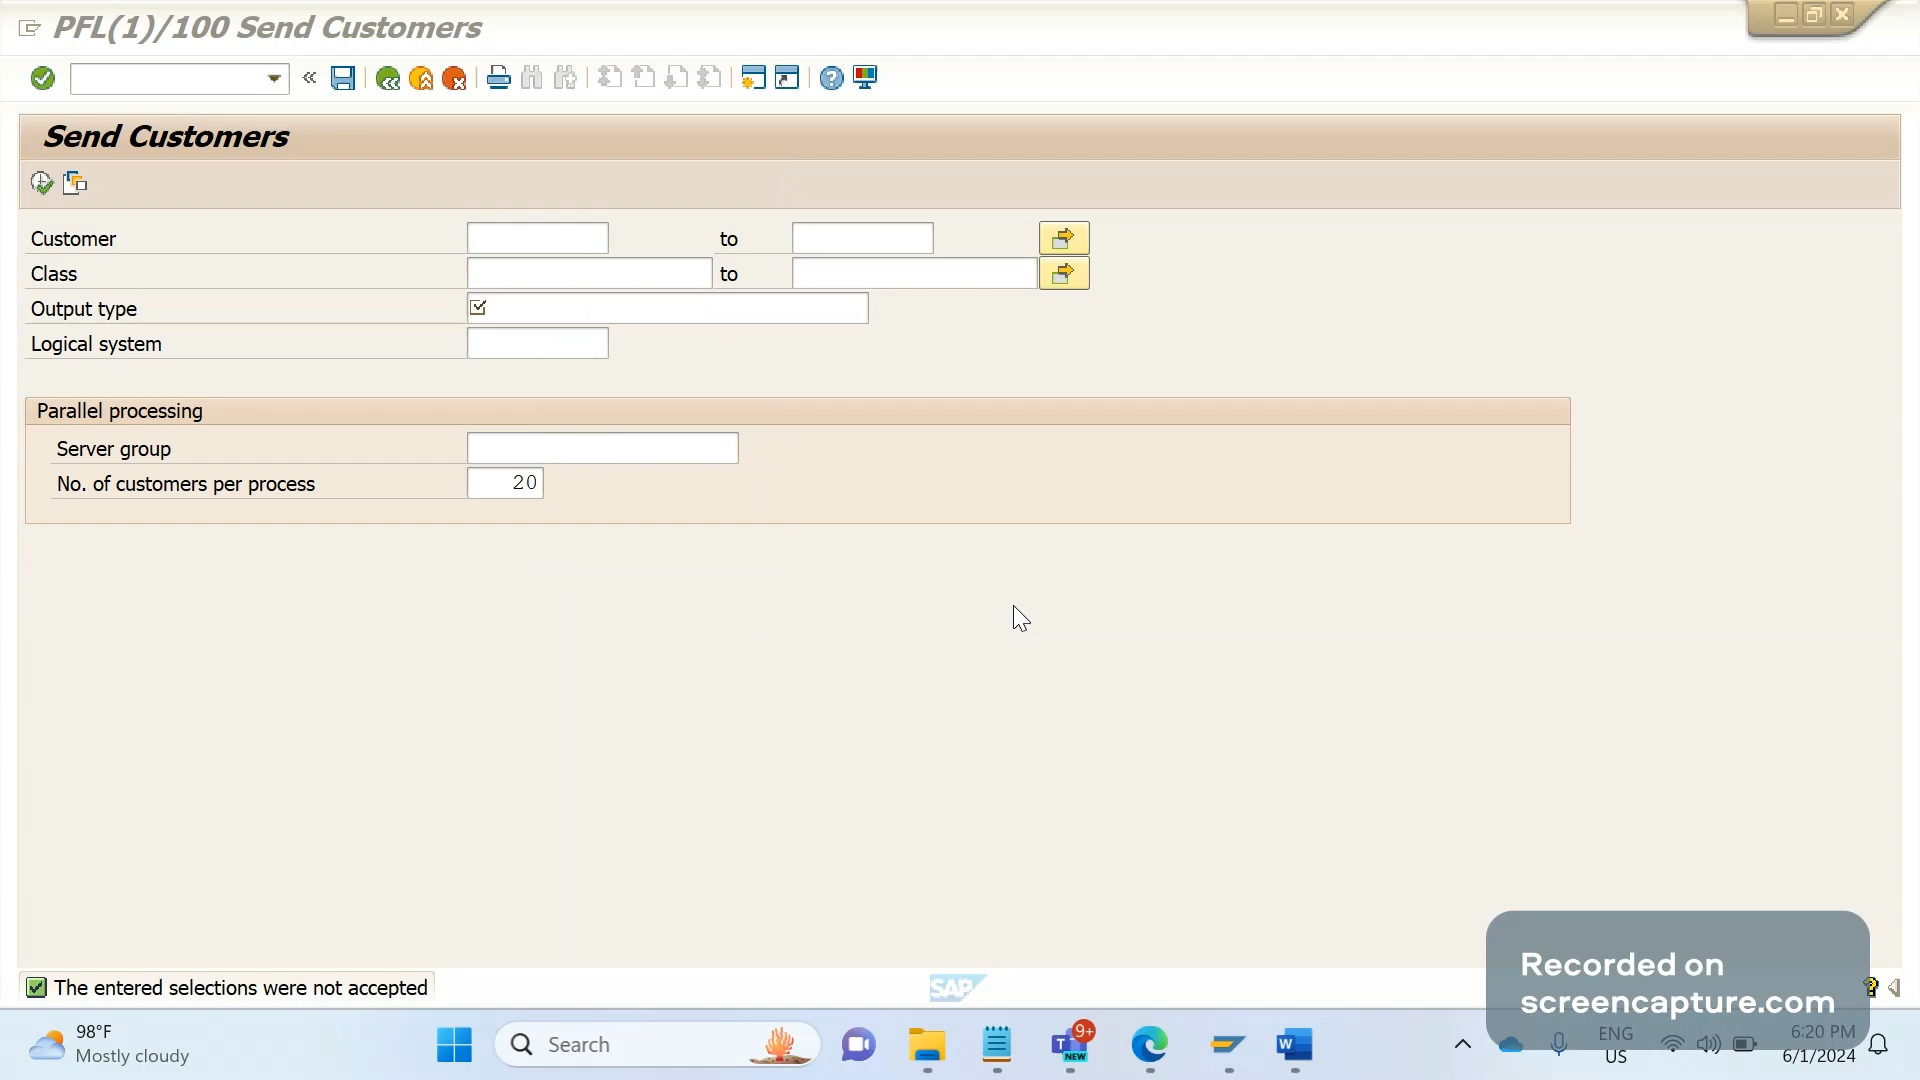 PFL(1)/100 Send Customers
Send Customers
Customer to
Class to
Output type
Logical system
Parallel processing
Server group
No. of customers per process 20
The entered selections were not accepted
SAP
Recorded on
screencapture.com
98°F
Mostly cloudy
Search
9+
T
NEW
W
ENG
US
6:20 PM
6/1/2024